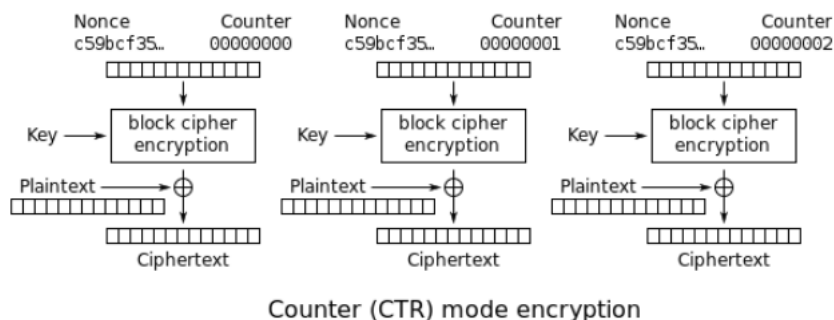 Nonce Counter Nonce Counter Nonce Counter
c59bcf35… 00000000 c59bcf35… 00000001 c59bcf35… 00000002
Key block cipher encryption Key block cipher encryption Key block cipher encryption
Plaintext Plaintext Plaintext
Ciphertext Ciphertext Ciphertext
Counter (CTR) mode encryption